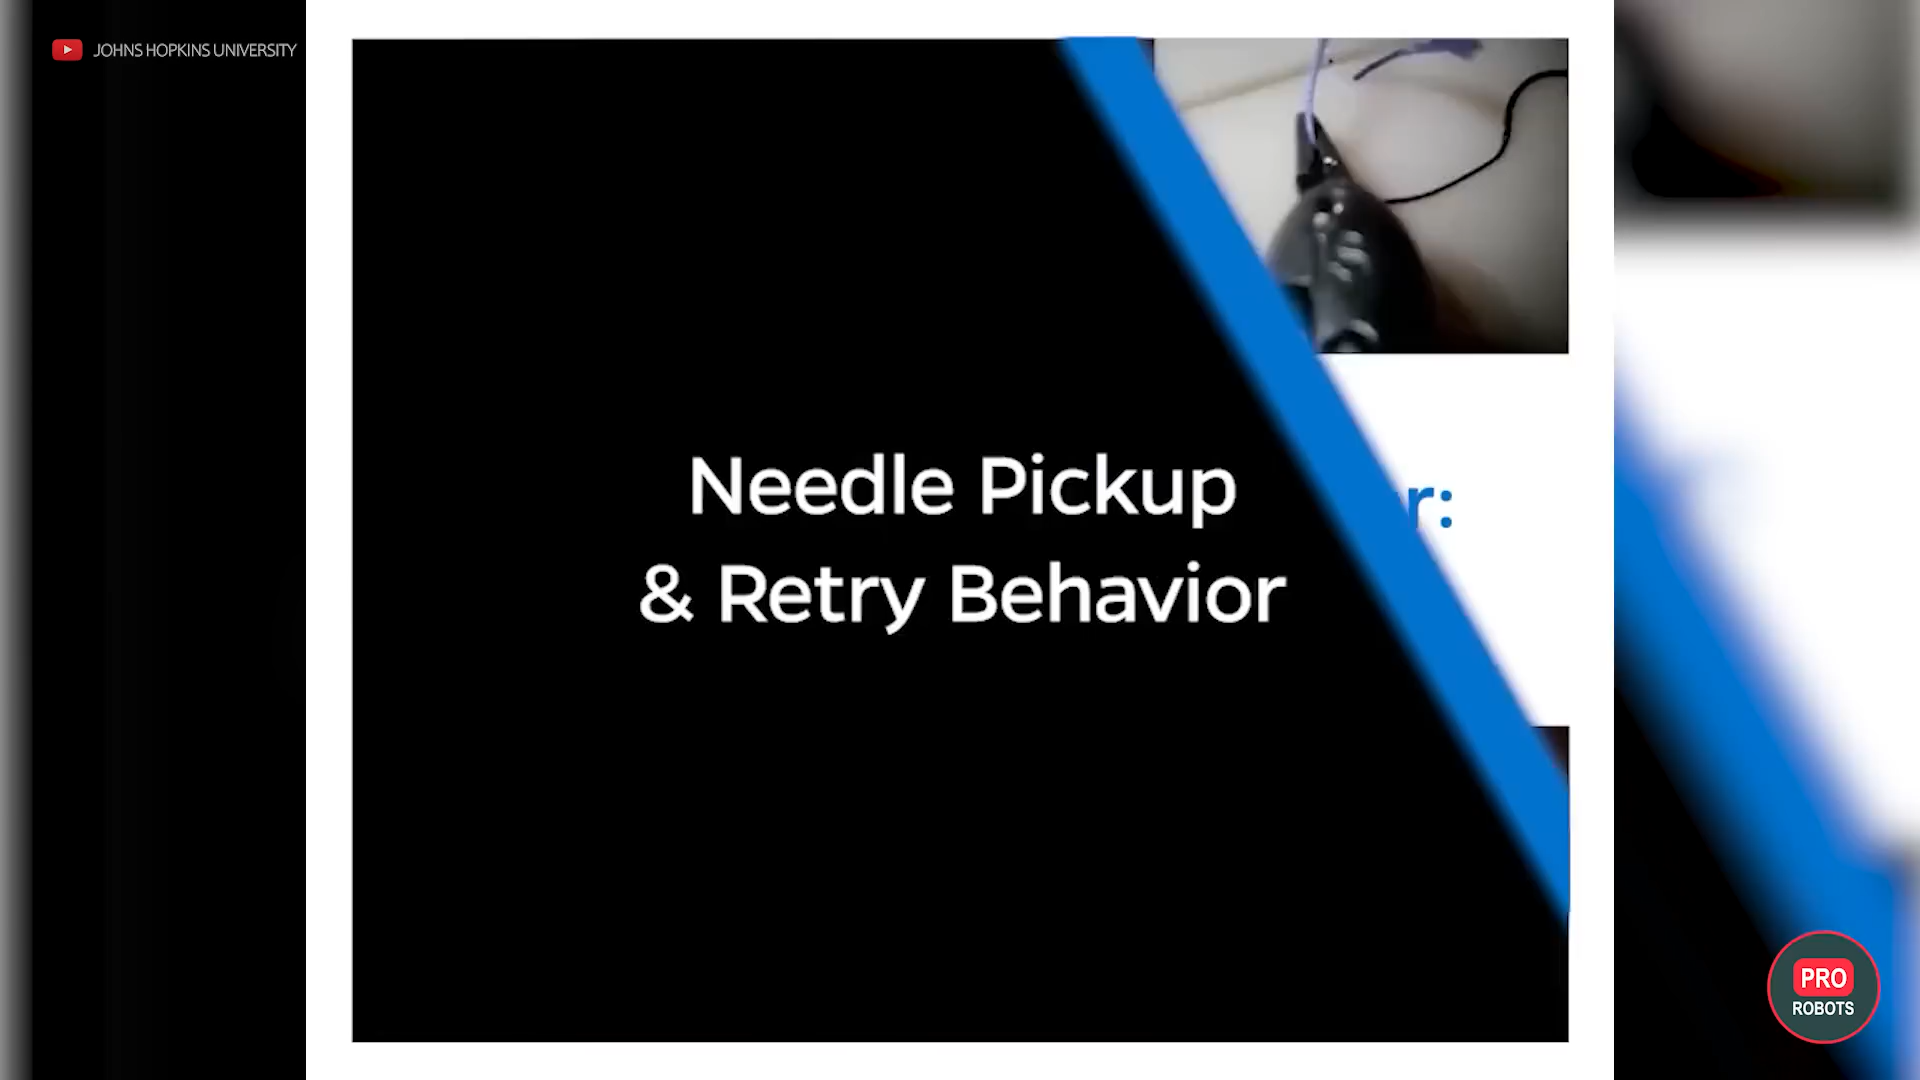 JOHNS HOPKINS UNIVERSITY
Needle Pickup
& Retry Behavior
r:
PRO
ROBOTS